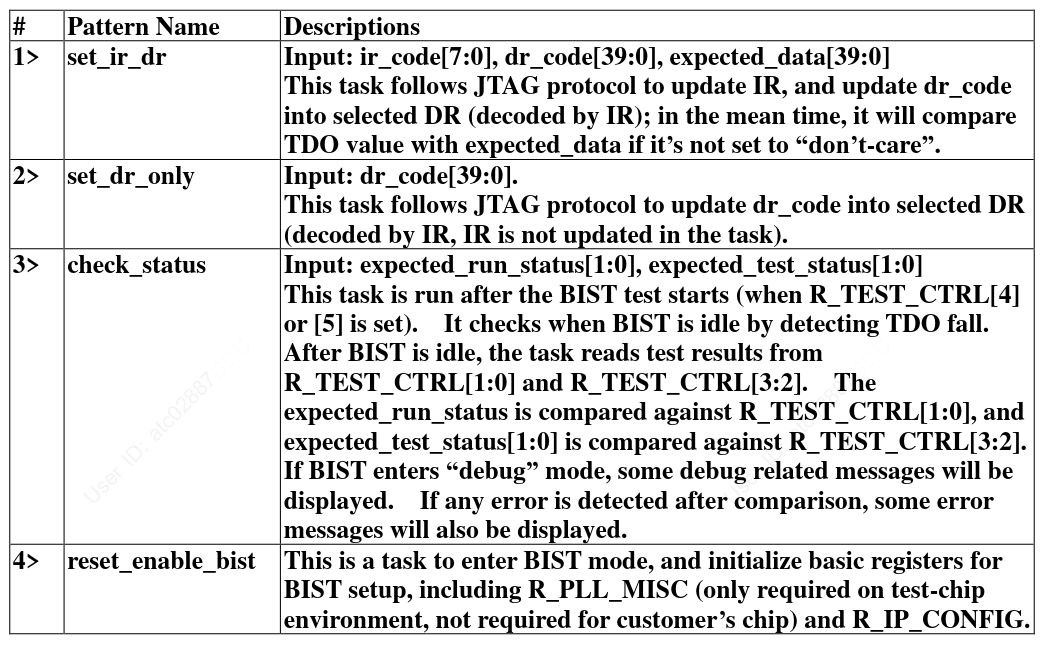 # Pattern Name Descriptions
1> set_ir_dr Input: ir_code[7:0], dr_code[39:0], expected_data[39:0]
This task follows JTAG protocol to update IR, and update dr_code
into selected DR (decoded by IR); in the mean time, it will compare
TDO value with expected_data if it’s not set to “don’t-care”.
2> set_dr_only Input: dr_code[39:0].
This task follows JTAG protocol to update dr_code into selected DR
(decoded by IR, IR is not updated in the task).
3> check_status Input: expected_run_status[1:0], expected_test_status[1:0]
This task is run after the BIST test starts (when R_TEST_CTRL[4]
or [5] is set). It checks when BIST is idle by detecting TDO fall.
After BIST is idle, the task reads test results from
R_TEST_CTRL[1:0] and R_TEST_CTRL[3:2]. The
expected_run_status is compared against R_TEST_CTRL[1:0], and
expected_test_status[1:0] is compared against R_TEST_CTRL[3:2].
If BIST enters “debug” mode, some debug related messages will be
displayed. If any error is detected after comparison, some error
messages will also be displayed.
4> reset_enable_bist This is a task to enter BIST mode, and initialize basic registers for
BIST setup, including R_PLL_MISC (only required on test-chip
environment, not required for customer’s chip) and R_IP_CONFIG.
User ID: atc02887